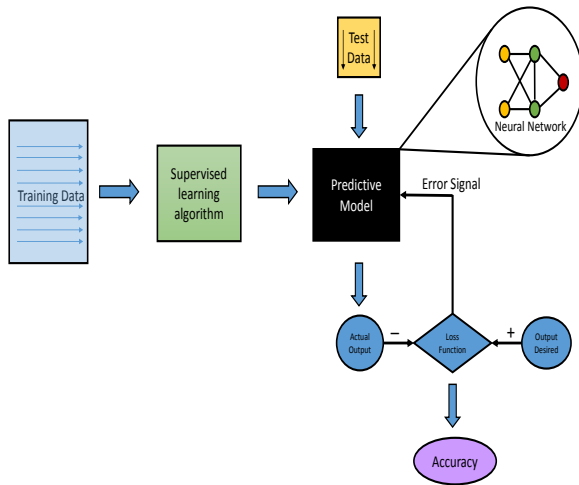 Test
Data
Neural Network
Training Data
Supervised
learning
algorithm
Predictive
Model
Error Signal
Actual
Output
−
Loss
Function
+
Output
Desired
Accuracy